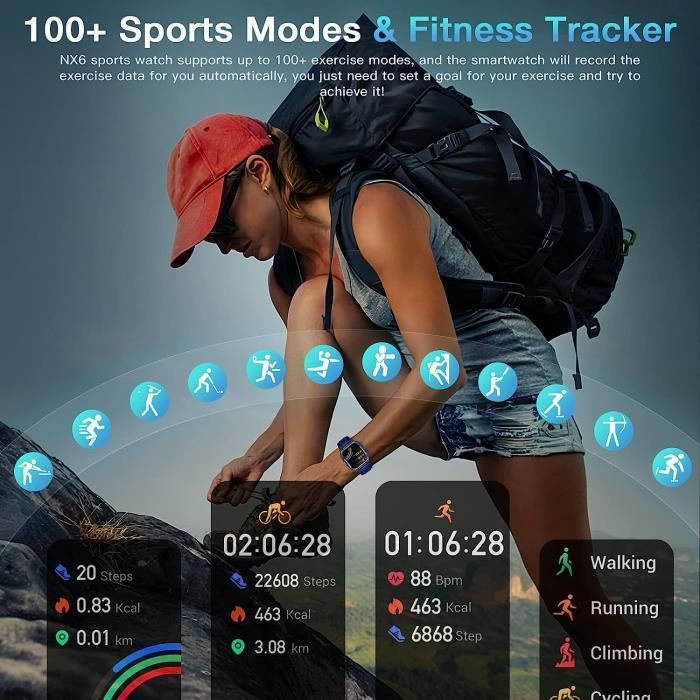 100+ Sports Modes & Fitness Tracker
NX6 sports watch supports up to 100+ exercise modes, and the smartwatch will record the
exercise data for you automatically, you just need to set a goal for your exercise and try to
achieve it!
20 Steps
0.83 Kcal
0.01 km
02:06:28
22608 Steps
463 Kcal
3.08 km
01:06:28
88 Bpm
463 Kcal
6868 Step
Walking
Running
Climbing
Cycling